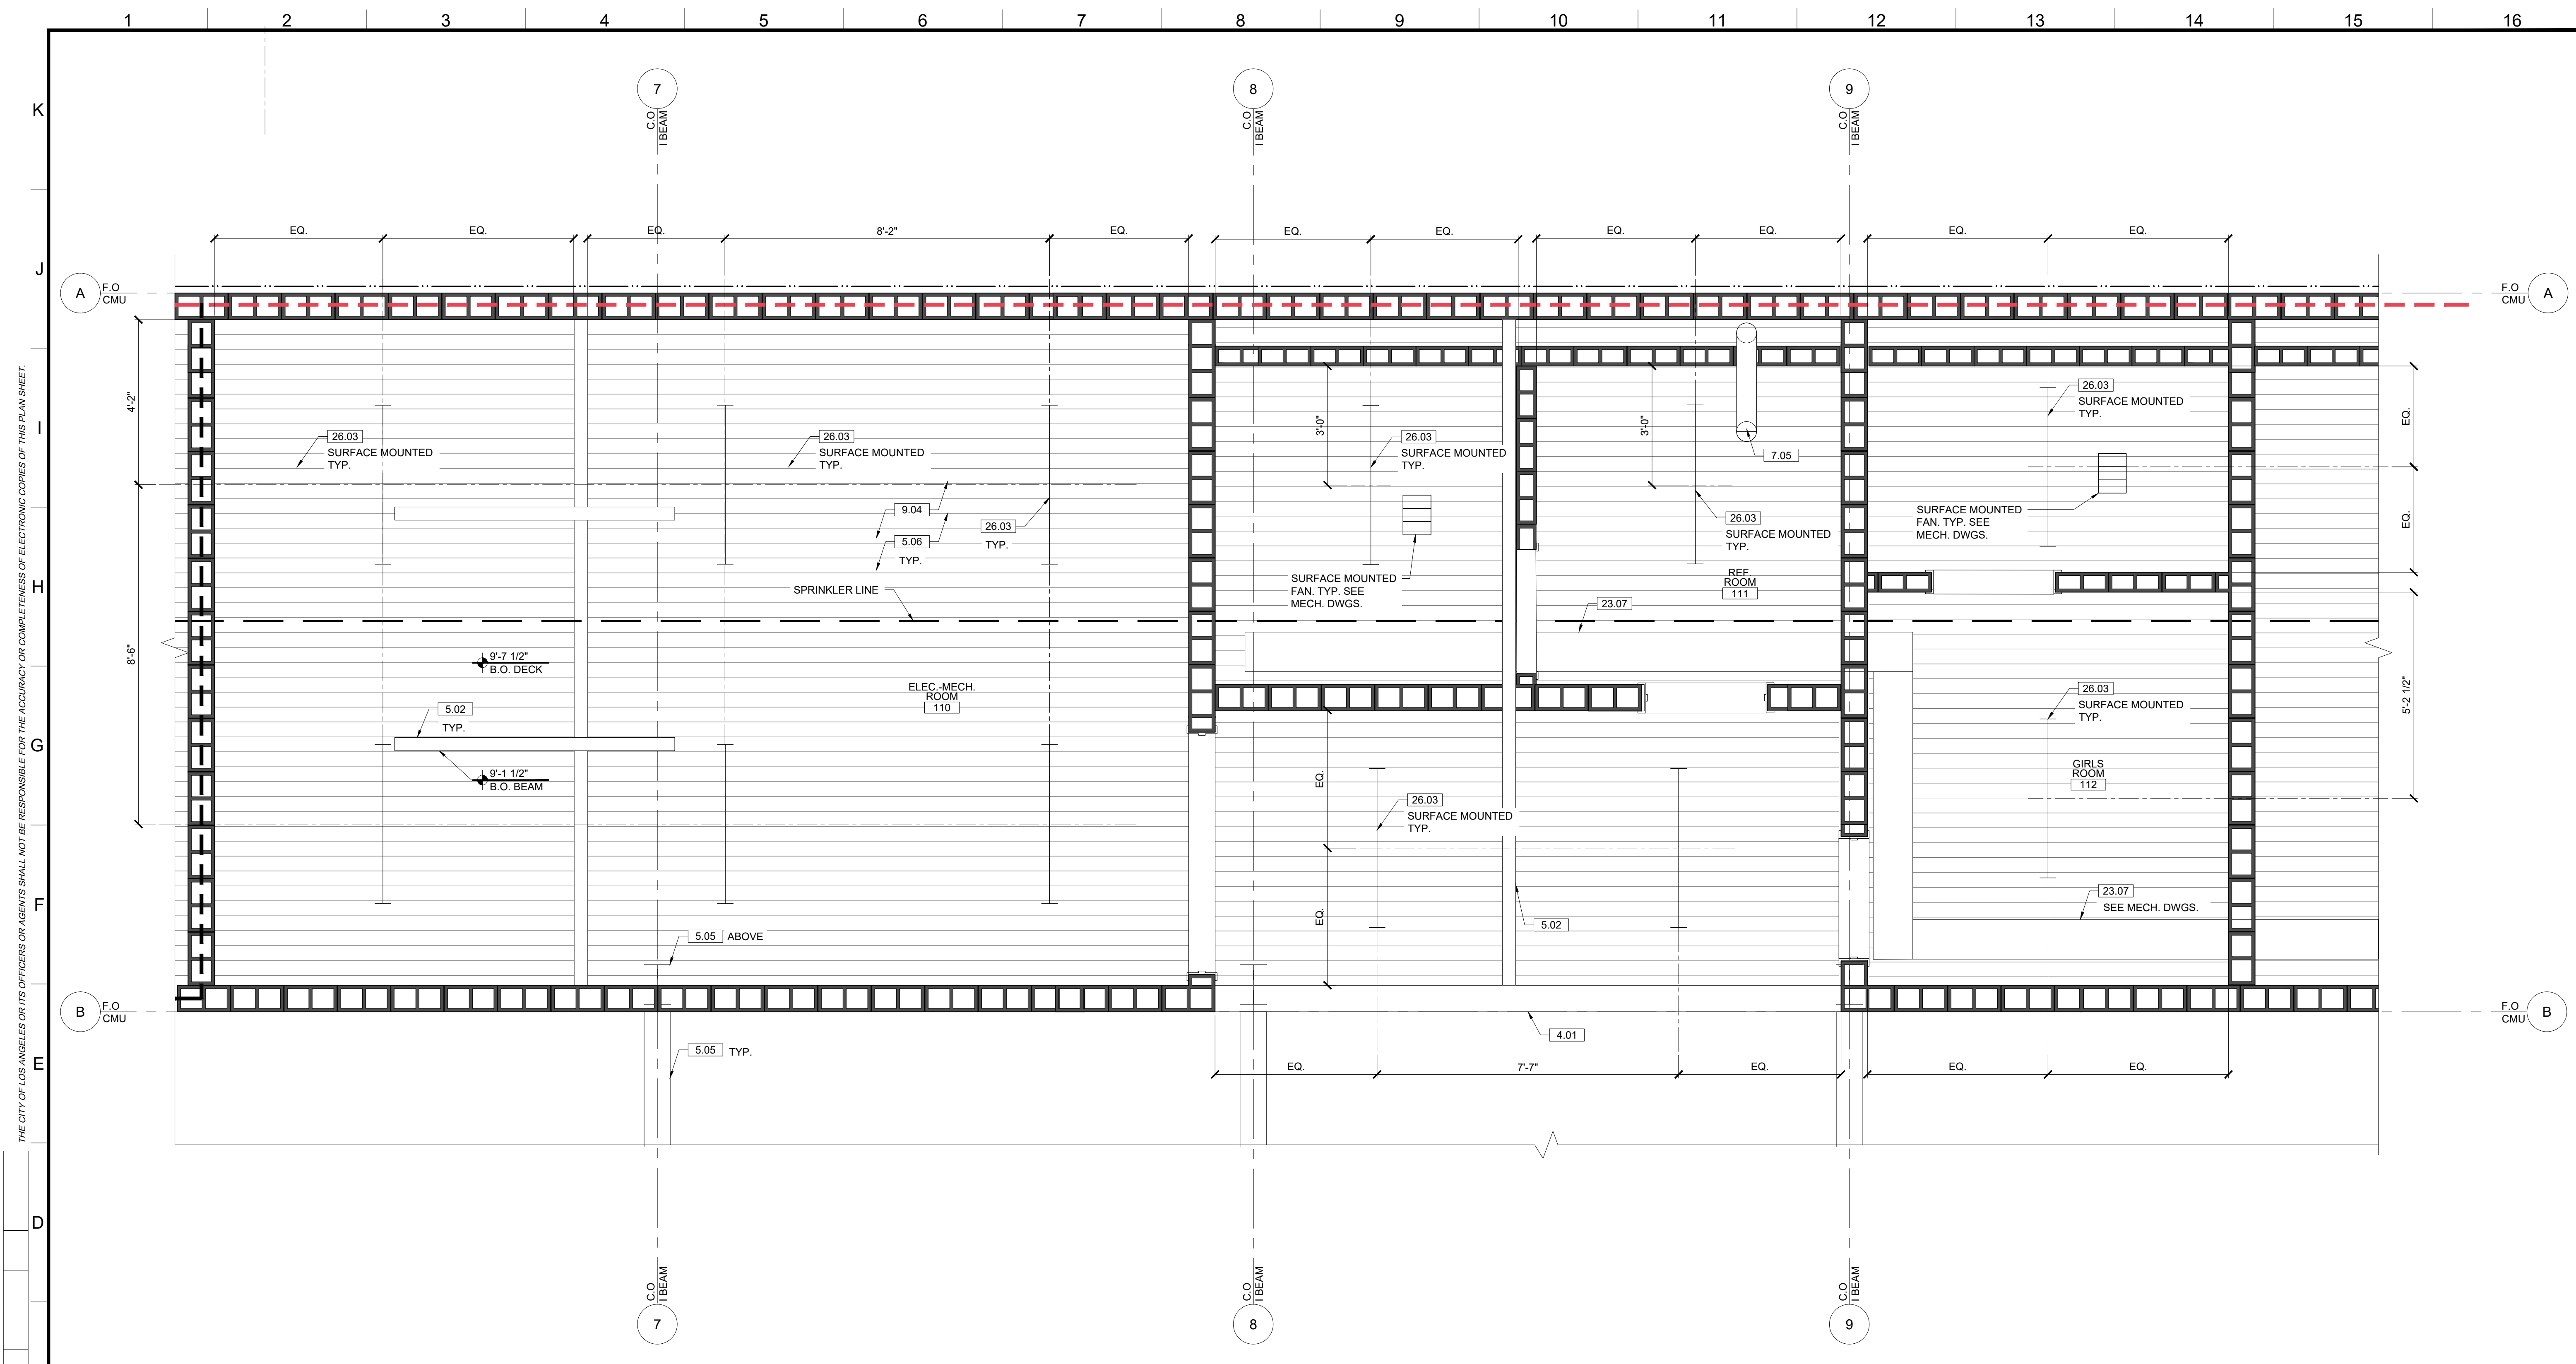 1 2 3 4 5 6 7 8 9 10 11 12 13 14 15 16
K
J
I
H
G
F
E
D
THE CITY OF LOS ANGELES OR ITS OFFICERS OR AGENTS SHALL NOT BE RESPONSIBLE FOR THE ACCURACY OR COMPLETENESS OF ELECTRONIC COPIES OF THIS PLAN SHEET.
7
C.O
I BEAM
8
C.O
I BEAM
9
C.O
I BEAM
EQ. EQ. EQ. 8'-2" EQ. EQ. EQ. EQ. EQ. EQ. EQ.
A
F.O
CMU
F.O
CMU
A
4'-2"
8'-6"
26.03
SURFACE MOUNTED
TYP.
26.03
SURFACE MOUNTED
TYP.
9.04
5.06
TYP.
26.03
TYP.
SPRINKLER LINE
9'-7 1/2"
B.O. DECK
ELEC.-MECH.
ROOM
110
5.02
TYP.
9'-1 1/2"
B.O. BEAM
5.05 ABOVE
5.05 TYP.
3'-0"
26.03
SURFACE MOUNTED
TYP.
SURFACE MOUNTED
FAN. TYP. SEE
MECH. DWGS.
3'-0"
7.05
26.03
SURFACE MOUNTED
TYP.
REF.
ROOM
111
23.07
EQ.
EQ.
26.03
SURFACE MOUNTED
TYP.
5.02
4.01
26.03
SURFACE MOUNTED
TYP.
SURFACE MOUNTED
FAN. TYP. SEE
MECH. DWGS.
26.03
SURFACE MOUNTED
TYP.
GIRLS
ROOM
112
23.07
SEE MECH. DWGS.
EQ.
EQ.
5'-2 1/2"
B
F.O
CMU
F.O
CMU
B
EQ. 7'-7" EQ. EQ. EQ.
C.O
I BEAM
7
C.O
I BEAM
8
C.O
I BEAM
9